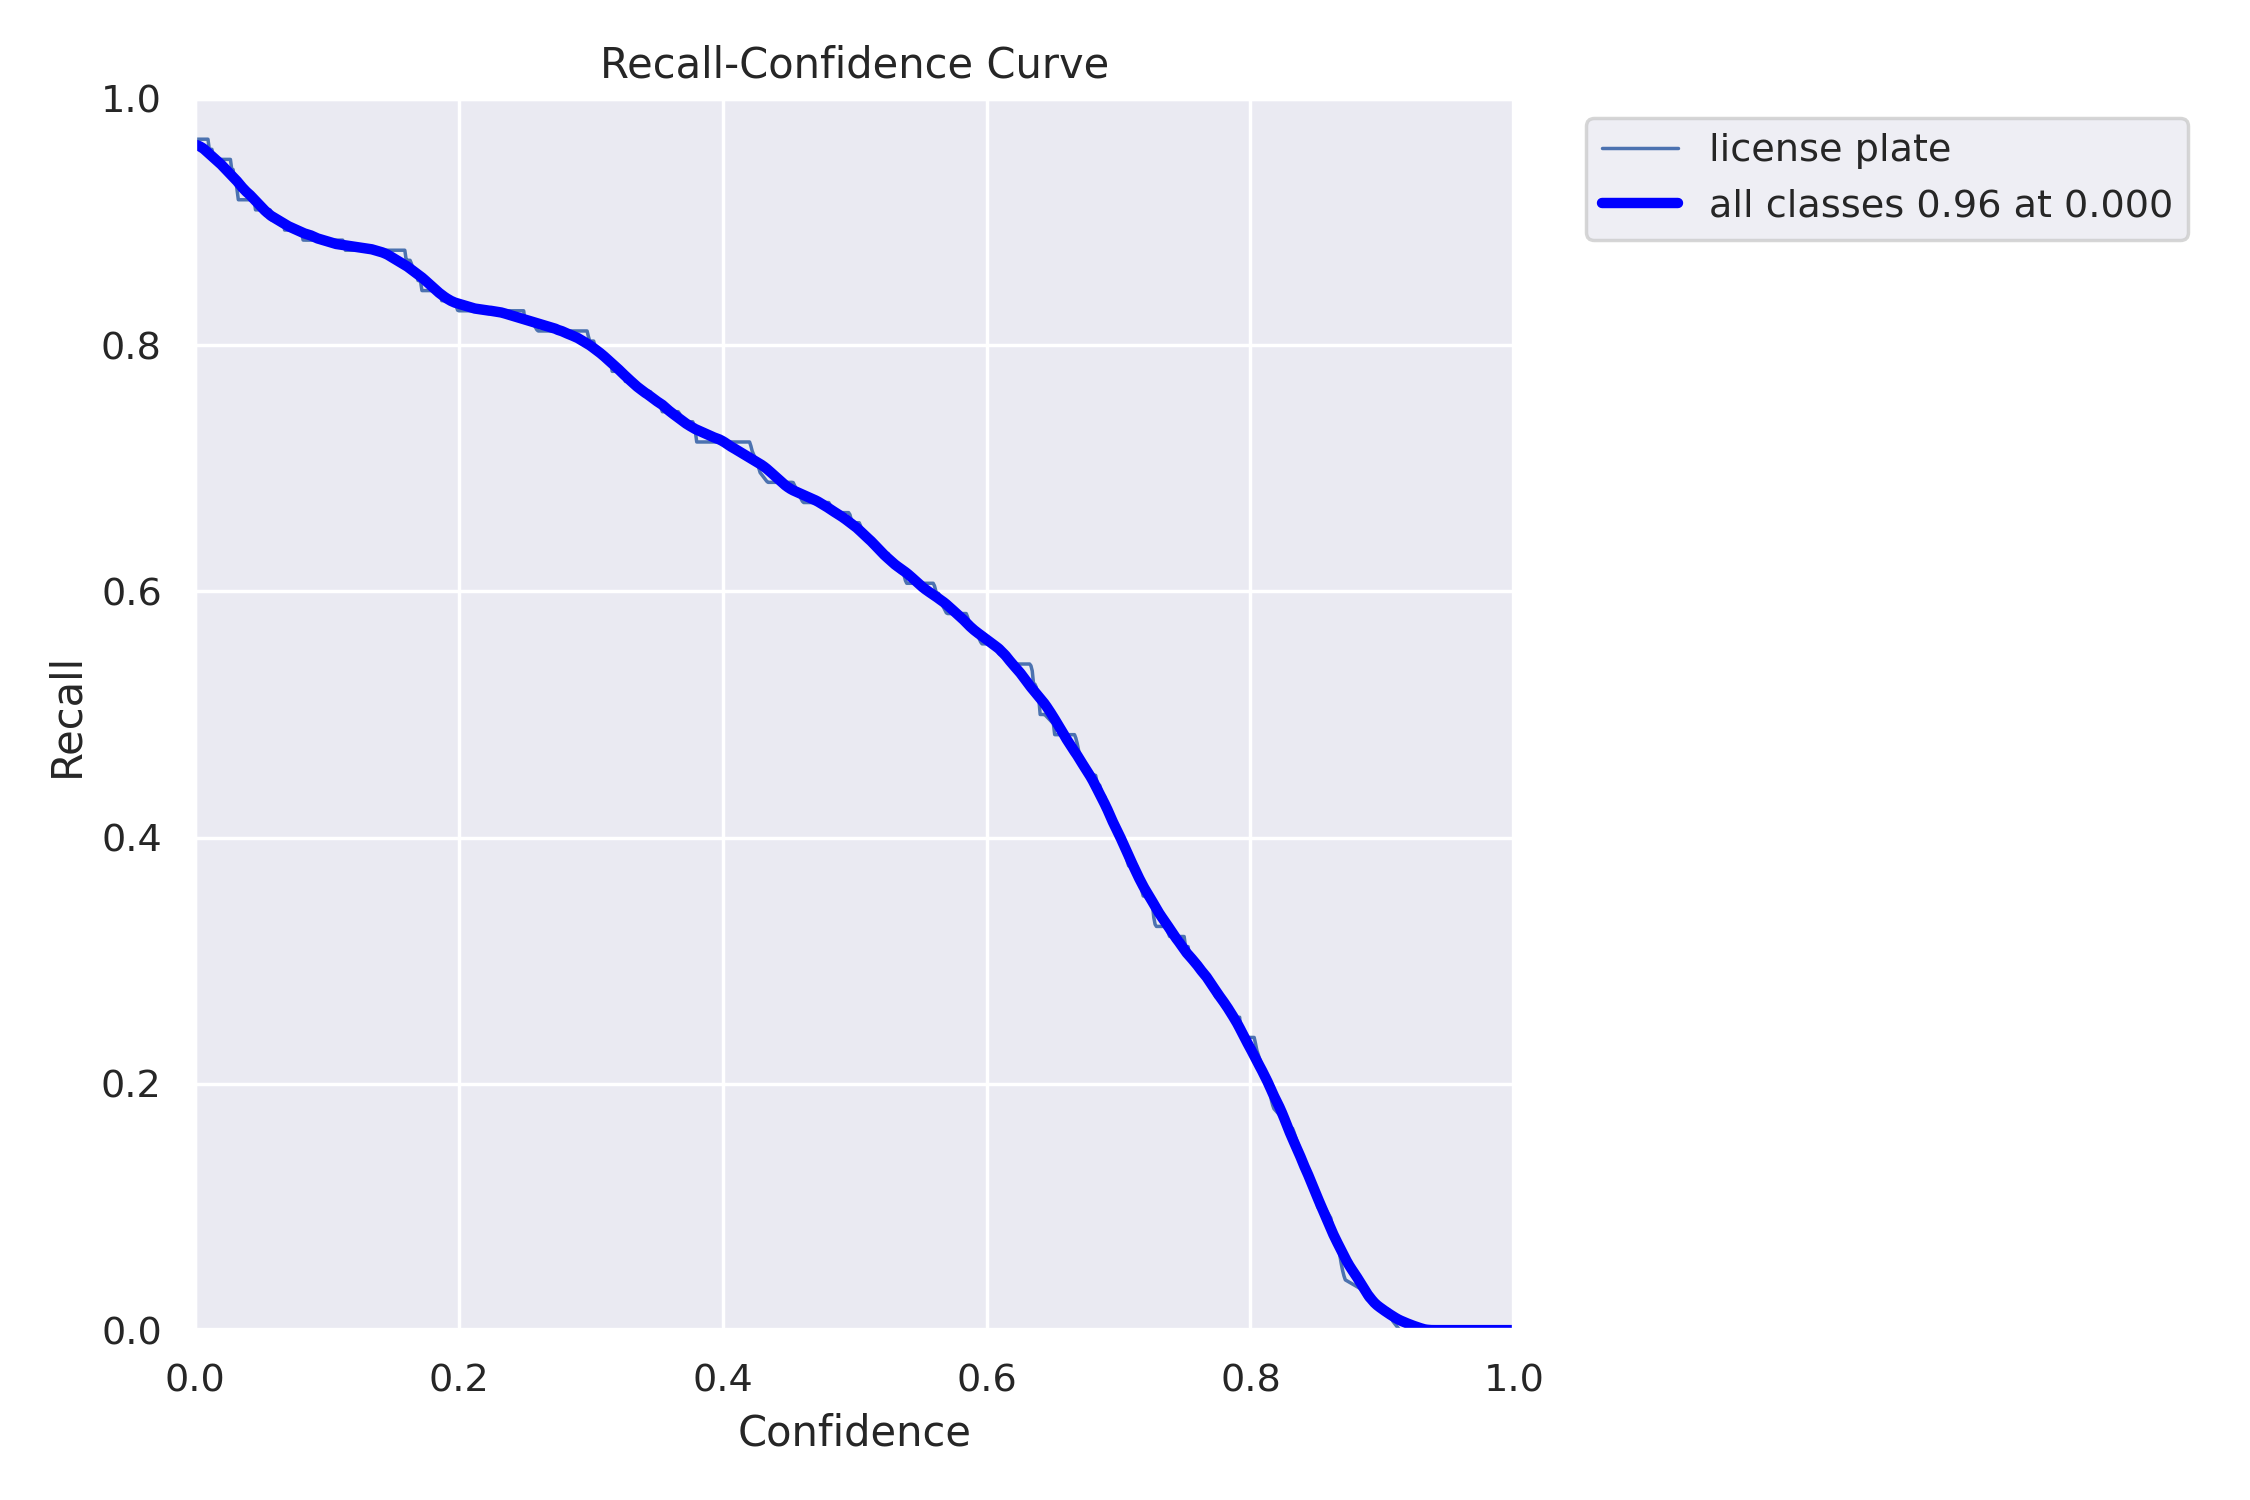 Recall-Confidence Curve
1.0
0.8
0.6
0.4
0.2
0.0
Recall
0.0 0.2 0.4 0.6 0.8 1.0
Confidence
license plate
all classes 0.96 at 0.000